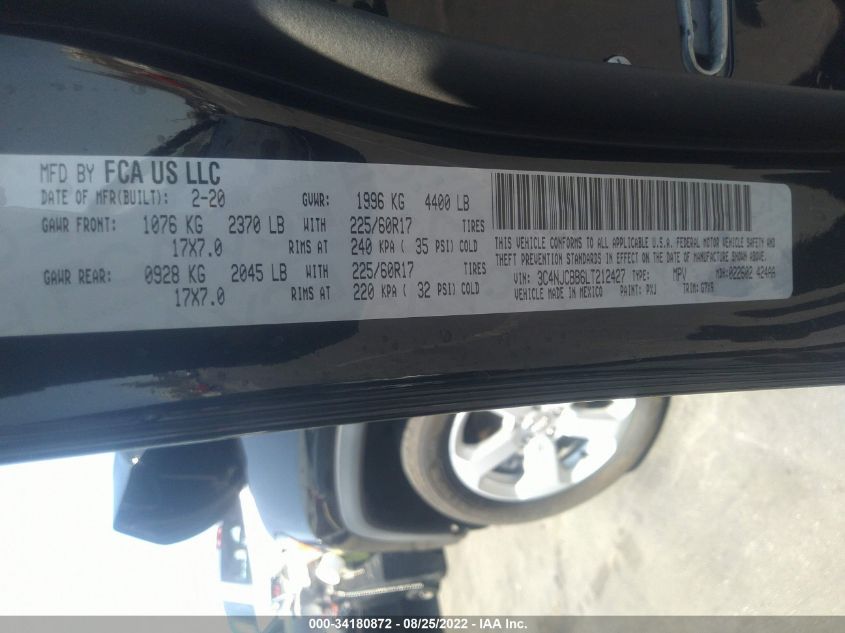 MFD BY FCA US LLC
DATE OF MFR(BUILT): 2-20 GVWR: 1996 KG 4400 LB
GAWR FRONT: 1076 KG 2370 LB WITH 225/60R17 TIRES
17X7.0 RIMS AT 240 KPA ( 35 PSI) COLD
GAWR REAR: 0928 KG 2045 LB WITH 225/60R17 TIRES
17X7.0 RIMS AT 220 KPA ( 32 PSI) COLD
THIS VEHICLE CONFORMS TO ALL APPLICABLE U.S.A. FEDERAL MOTOR VEHICLE SAFETY AND
THEFT PREVENTION STANDARDS IN EFFECT ON THE DATE OF MANUFACTURE SHOWN ABOVE.
VIN: 3C4NJCBB6LT212427 TYPE: MPV MDH: 022602 42AA6
VEHICLE MADE IN MEXICO PAINT: PXJ TRIM:
000-34180872 - 08/25/2022 - IAA Inc.